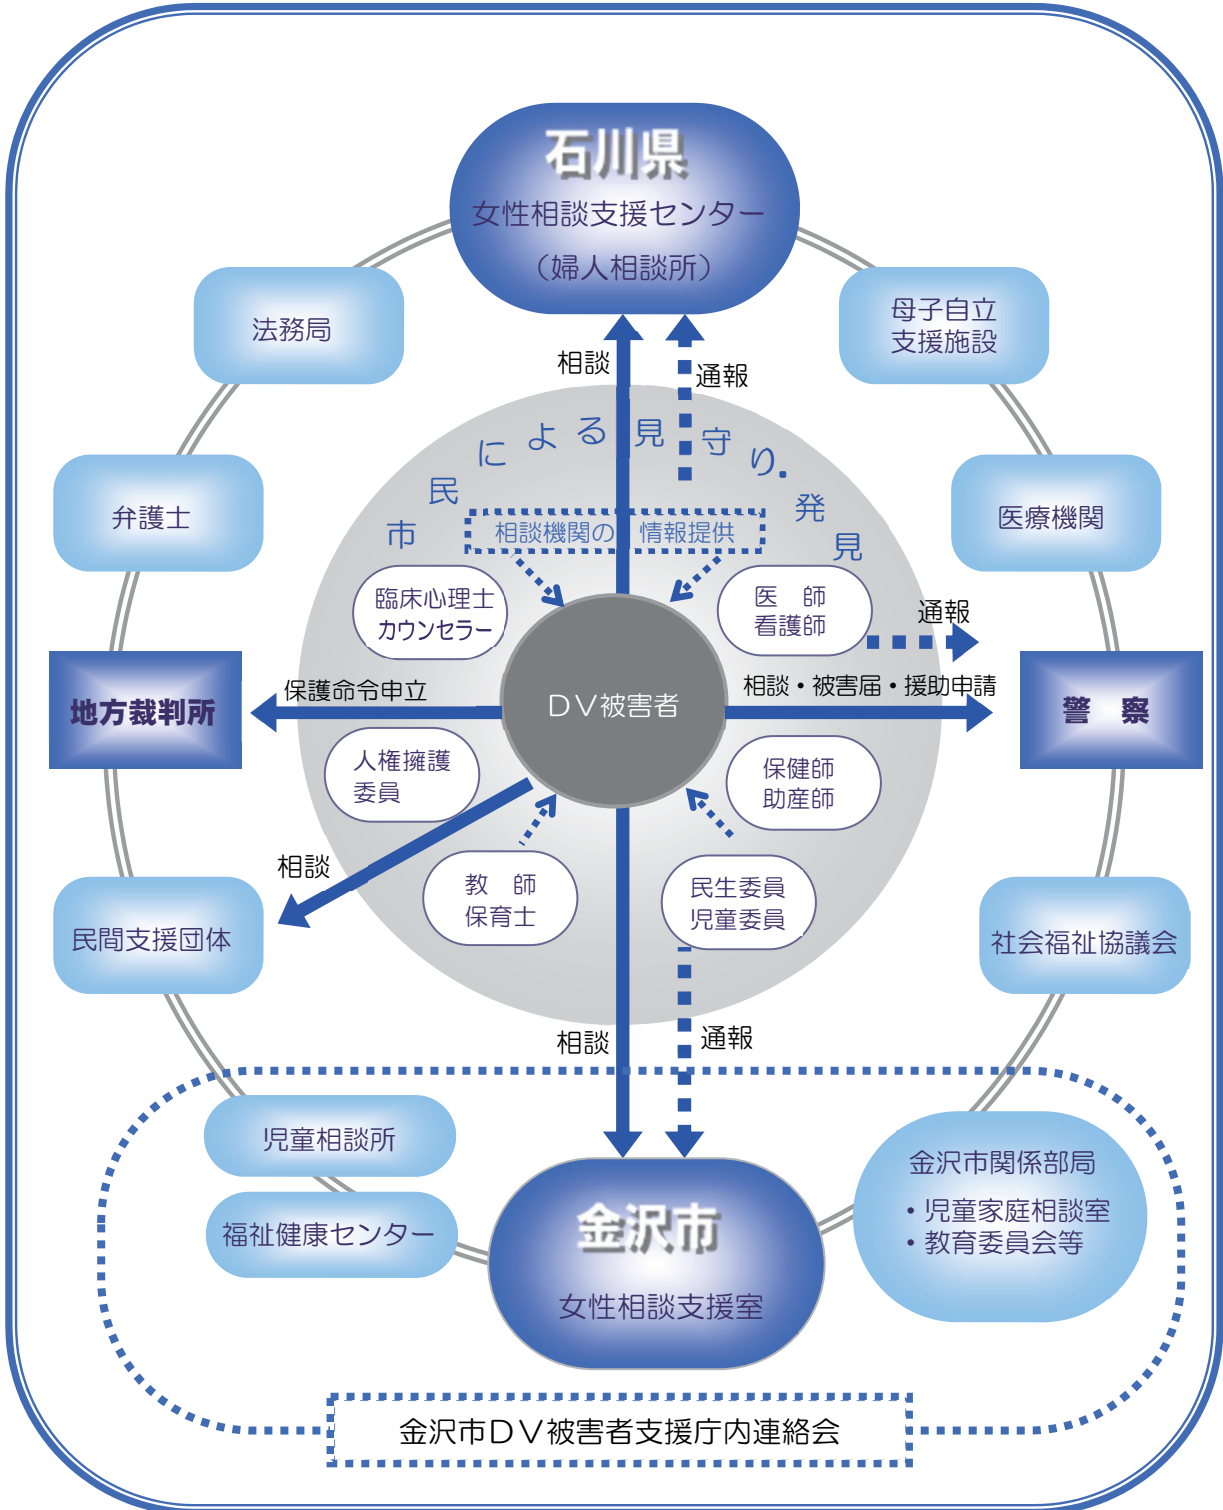 石川県
女性相談支援センター
（婦人相談所）
法務局
母子自立
支援施設
相談
通報
市民による見守り・発見
弁護士
医療機関
相談機関の 情報提供
臨床心理士
カウンセラー
医 師
看護師
通報
地方裁判所
保護命令申立
DV被害者
相談・被害届・援助申請
警 察
人権擁護
委員
保健師
助産師
相談
教 師
保育士
民生委員
児童委員
民間支援団体
社会福祉協議会
相談
通報
児童相談所
福祉健康センター
金沢市
女性相談支援室
金沢市関係部局
・児童家庭相談室
・教育委員会等
金沢市DV被害者支援庁内連絡会